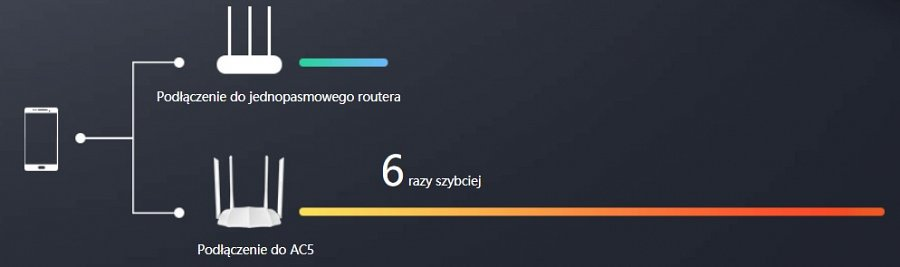 Podłączenie do jednopasmowego routera
6 razy szybciej
Podłączenie do AC5